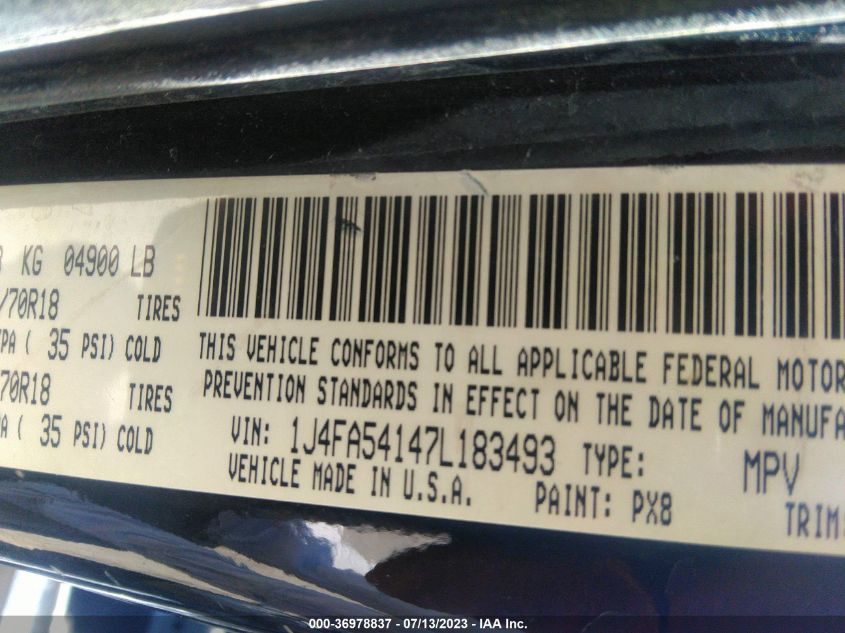 KG 04900 LB
/70R18 TIRES
PA ( 35 PSI) COLD
70R18 TIRES
( 35 PSI) COLD
THIS VEHICLE CONFORMS TO ALL APPLICABLE FEDERAL MOTOR
PREVENTION STANDARDS IN EFFECT ON THE DATE OF MANUFA
VIN: 1J4FA54147L183493 TYPE: MPV
VEHICLE MADE IN U.S.A. PAINT: PX8
TRIM:
000-36978837 - 07/13/2023 - IAA Inc.